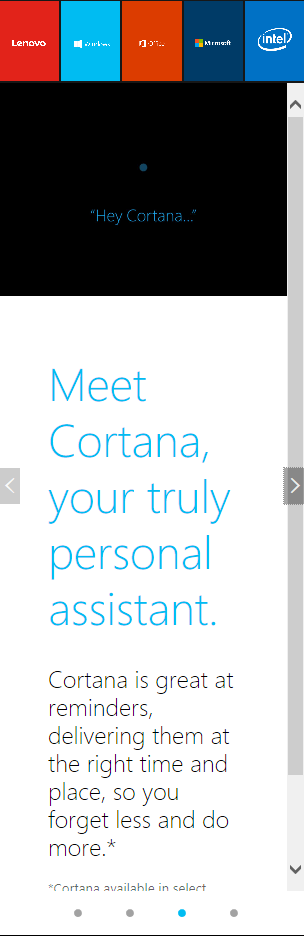 Lenovo Windows Office Microsoft intel
“Hey Cortana...”
Meet
Cortana,
your truly
personal
assistant.
Cortana is great at
reminders,
delivering them at
the right time and
place, so you
forget less and do
more.*
*Cortana available in select